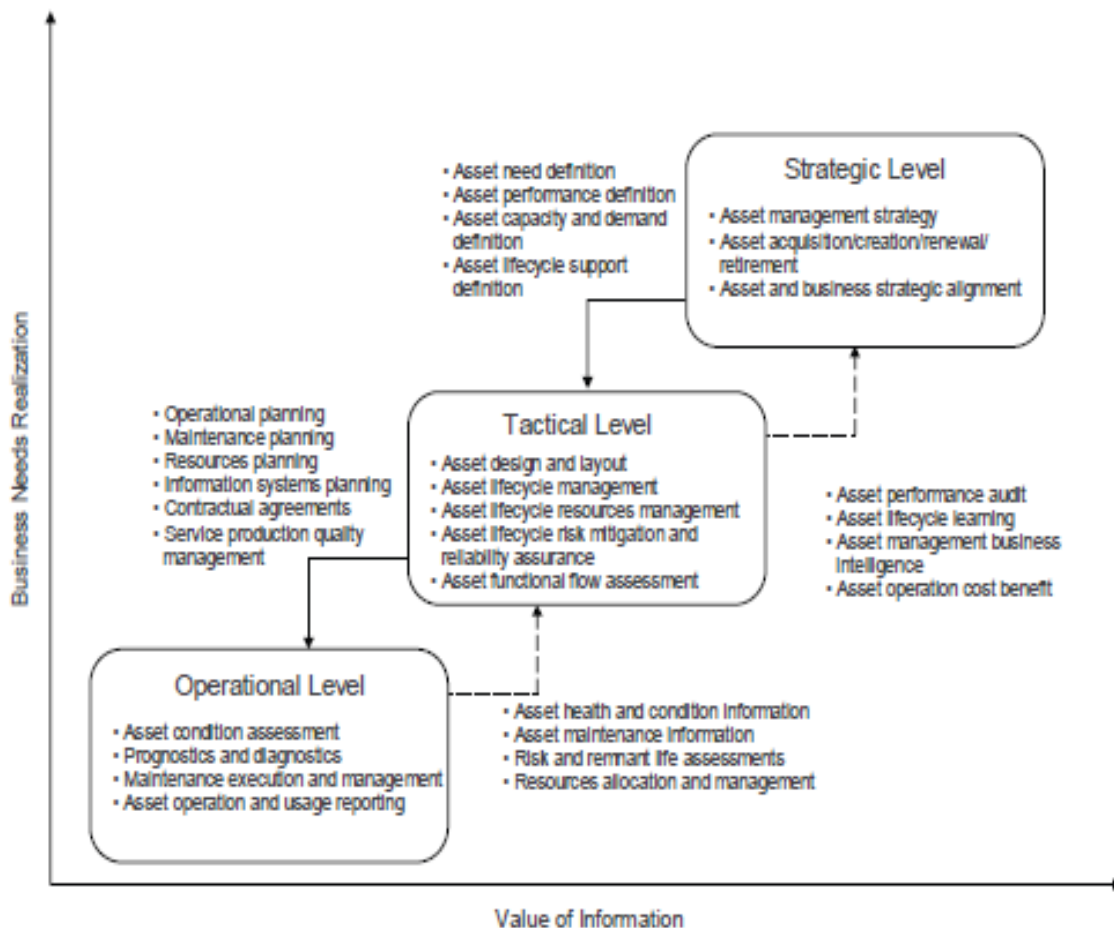 Business Needs Realization
• Asset need definition
• Asset performance definition
• Asset capacity and demand
definition
• Asset lifecycle support
definition
Strategic Level
• Asset management strategy
• Asset acquisition/creation/renewal/
retirement
• Asset and business strategic alignment
• Operational planning
• Maintenance planning
• Resources planning
• Information systems planning
• Contractual agreements
• Service production quality
management
Tactical Level
• Asset design and layout
• Asset lifecycle management
• Asset lifecycle resources management
• Asset lifecycle risk mitigation and
reliability assurance
• Asset functional flow assessment
• Asset performance audit
• Asset lifecycle learning
• Asset management business
intelligence
• Asset operation cost benefit
Operational Level
• Asset condition assessment
• Prognostics and diagnostics
• Maintenance execution and management
• Asset operation and usage reporting
• Asset health and condition information
• Asset maintenance information
• Risk and remnant life assessments
• Resources allocation and management
Value of Information